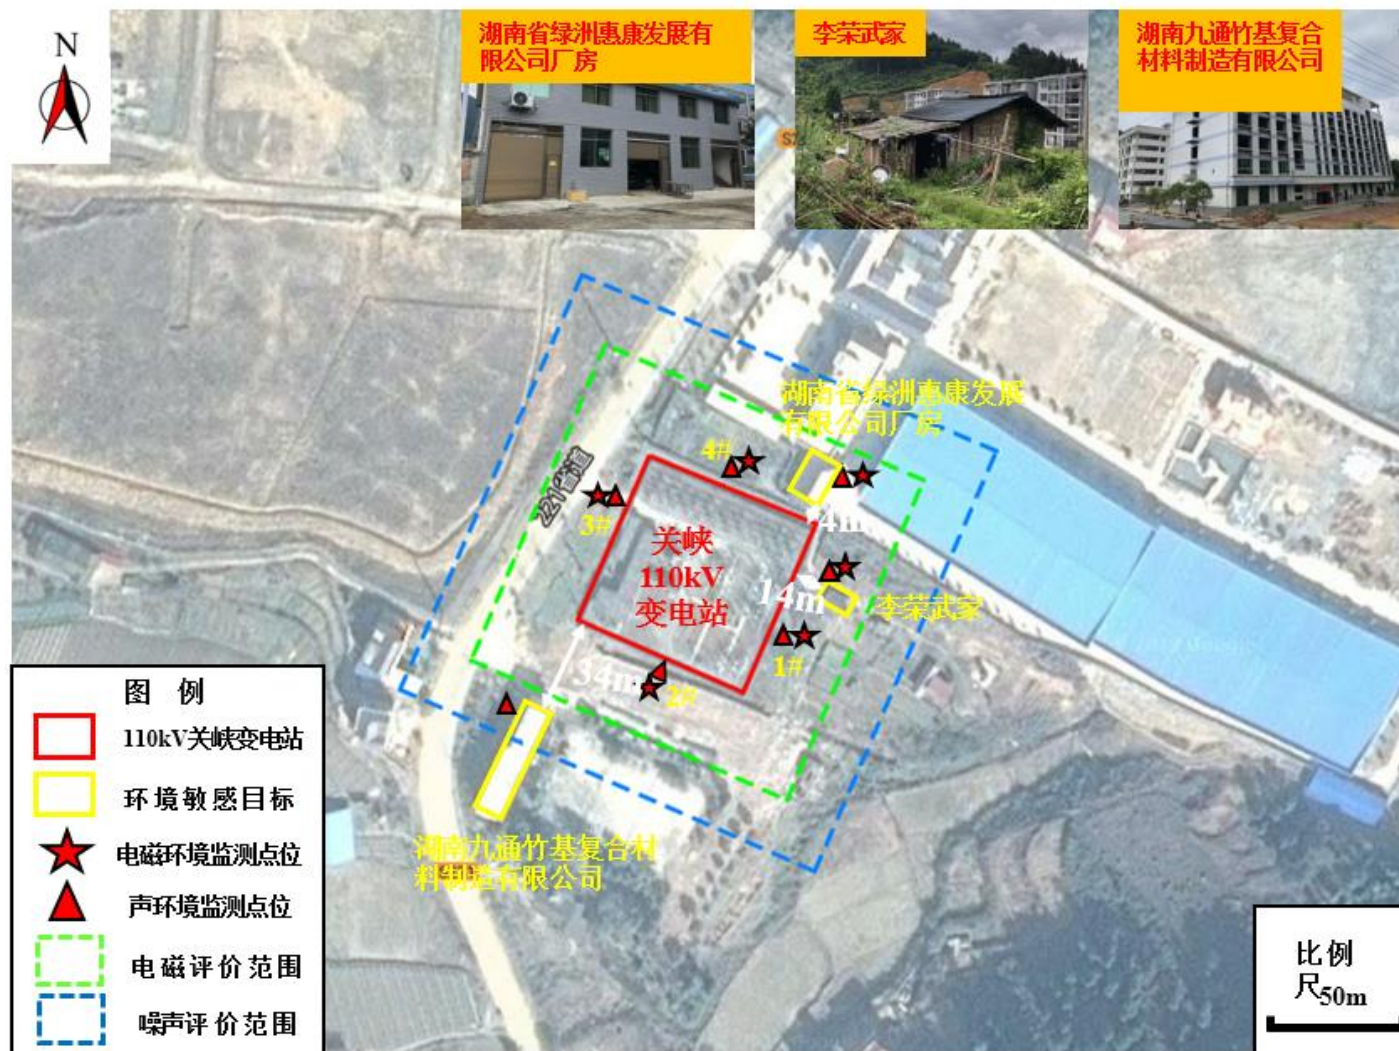 N
湖南省绿洲惠康发展有
限公司厂房
李荣武家
湖南九通竹基复合
材料制造有限公司
湖南省绿洲惠康发展
有限公司厂房
4#
221省道
3#
4m
关峡
110kV
变电站
14m
李荣武家
1#
34m
2#
湖南九通竹基复合材
料制造有限公司
图 例
110kV关峡变电站
环境敏感目标
电磁环境监测点位
声环境监测点位
电磁评价范围
噪声评价范围
比例
尺50m